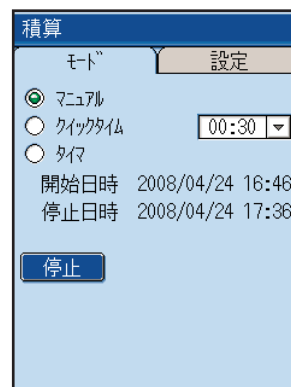 積算
ﾓｰﾄﾞ 設定
ﾏﾆｭｱﾙ
ｸｲｯｸﾀｲﾑ 00:30
ﾀｲﾏ
開始日時 2008/04/24 16:46
停止日時 2008/04/24 17:36
停止